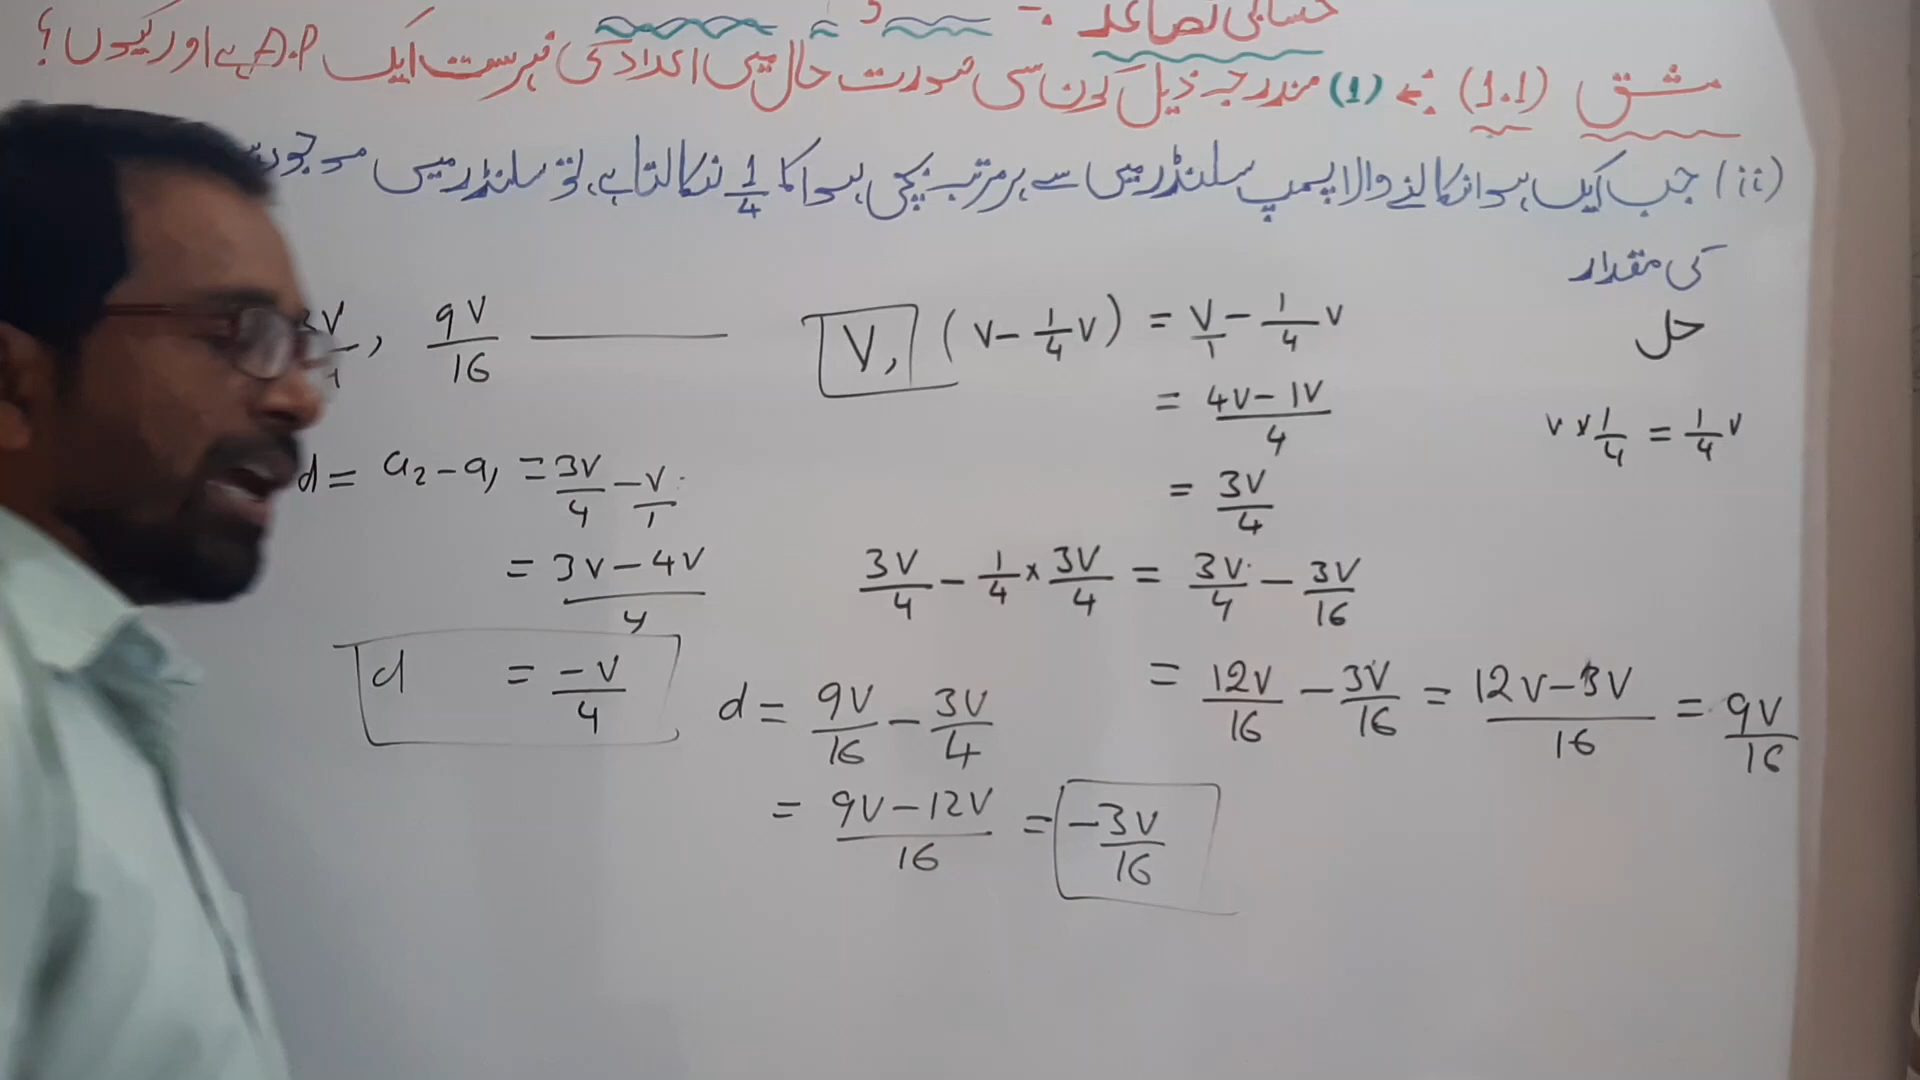 حسابی تصاعد :-
مشق (1.1) :- (1) مندرجہ ذیل کون سی صورت حال میں اعداد کی فہرست ایک A.P ہے اور کیوں؟
(ii) جب ایک ہوا نکالنے والا پمپ سلنڈر میں سے ہر مرتبہ بچی ہوا کا 1/4 نکالتا ہے، تو سلنڈر میں موجود
کی مقدار
حل
V, (V - 1/4 V) = V/1 - 1/4 V
= 4V - 1V / 4
= 3V/4
V × 1/4 = 1/4 V
3V/4 - 1/4 × 3V/4 = 3V/4 - 3V/16
= 12V/16 - 3V/16 = 12V - 3V / 16 = 9V/16
, 9V/16
d = a₂ - a₁ = 3V/4 - V/1
= 3V - 4V / 4
d = -V/4
d = 9V/16 - 3V/4
= 9V - 12V / 16 = -3V/16